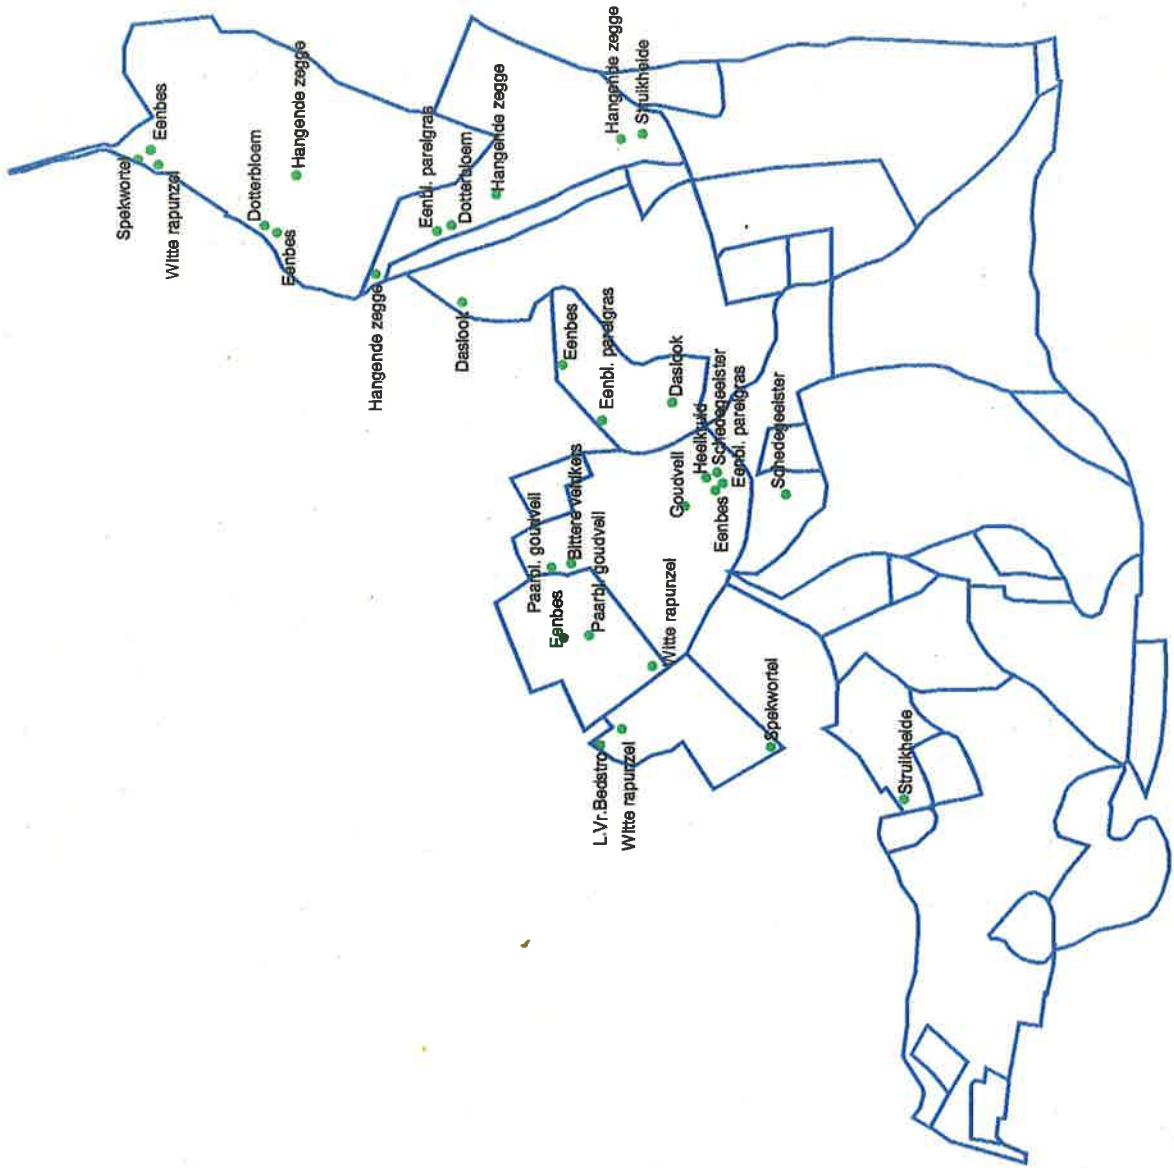 Spekwortel
Eenbes
Witte rapunzel
Dotterbloem
Eenbes
Hangende zegge
Hangende zegge
Eenbl. parelgras
Daslook
Dotterbloem
Hangende zegge
Paarbl. goudveil
Eenbes
Eenbes
Bittere veldkers
Paarbl. goudveil
L.Vr.Bedstro
Eenbl. parelgras
Hangende zegge
Witte rapunzel
Struikheide
Witte rapunzel
Daslook
Goudveil
Heelkruid
Schedegeelster
Eenbes
Eenbl. parelgras
Spekwortel
Schedegeelster
Struikheide